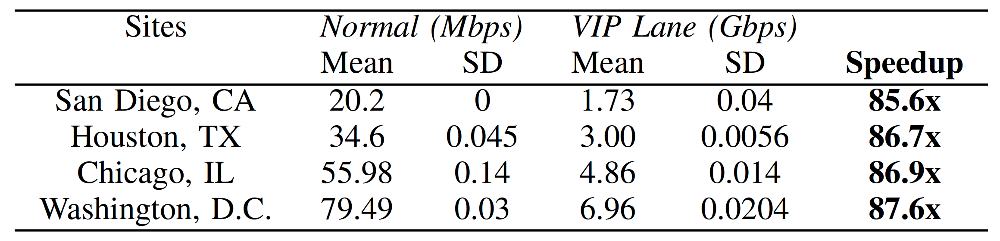 Sites Normal (Mbps) VIP Lane (Gbps)
Mean SD Mean SD Speedup
San Diego, CA 20.2 0 1.73 0.04 85.6x
Houston, TX 34.6 0.045 3.00 0.0056 86.7x
Chicago, IL 55.98 0.14 4.86 0.014 86.9x
Washington, D.C. 79.49 0.03 6.96 0.0204 87.6x